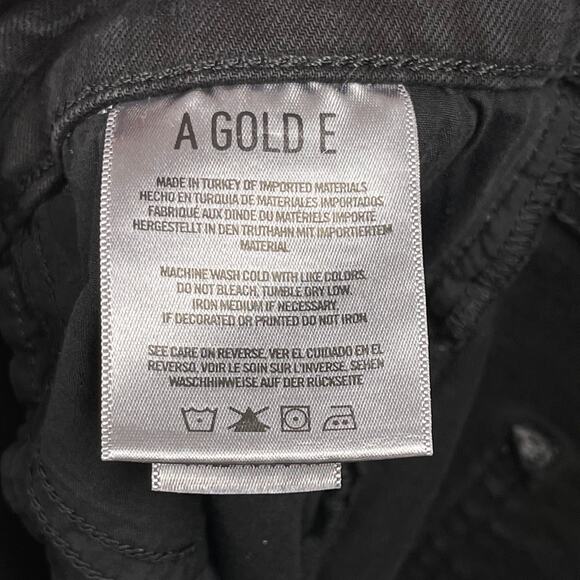 A GOLD E
MADE IN TURKEY OF IMPORTED MATERIALS
HECHO EN TURQUIA DE MATERIALES IMPORTADOS
FABRIQUÉ AUX DINDE DU MATÉRIELS IMPORTÉ
HERGESTELLT IN DEN TRUTHAHN MIT IMPORTIERTEM
MATERIAL
MACHINE WASH COLD WITH LIKE COLORS.
DO NOT BLEACH, TUMBLE DRY LOW.
IRON MEDIUM IF NECESSARY.
IF DECORATED OR PRINTED DO NOT IRON.
SEE CARE ON REVERSE, VER EL CUIDADO EN EL
REVERSO, VOIR LE SOIN SUR L'INVERSE. SEHEN
WASCHHINWEISE AUF DER RÜCKSEITE